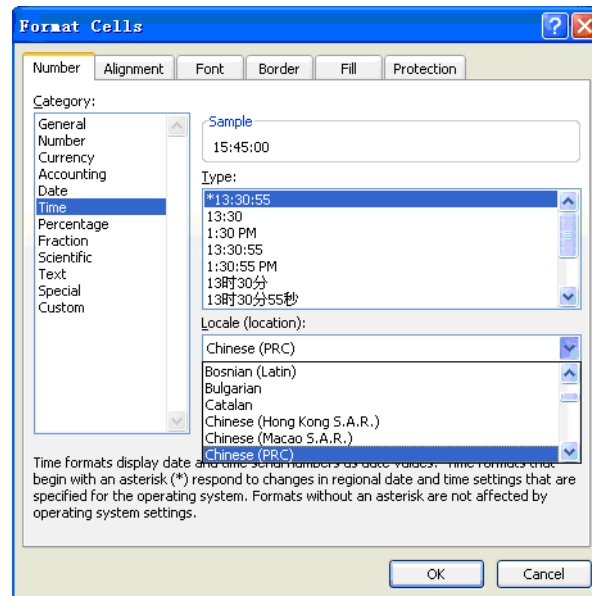 Format Cells
Number Alignment Font Border Fill Protection
Category:
General
Number
Currency
Accounting
Date
Time
Percentage
Fraction
Scientific
Text
Special
Custom
Sample
15:45:00
Type:
*13:30:55
13:30
1:30 PM
13:30:55
1:30:55 PM
13时30分
13时30分55秒
Locale (location):
Chinese (PRC)
Bosnian (Latin)
Bulgarian
Catalan
Chinese (Hong Kong S.A.R.)
Chinese (Macao S.A.R.)
Chinese (PRC)
Time formats display date and time serial numbers as date values. Time formats that
begin with an asterisk (*) respond to changes in regional date and time settings that are
specified for the operating system. Formats without an asterisk are not affected by
operating system settings.
OK Cancel